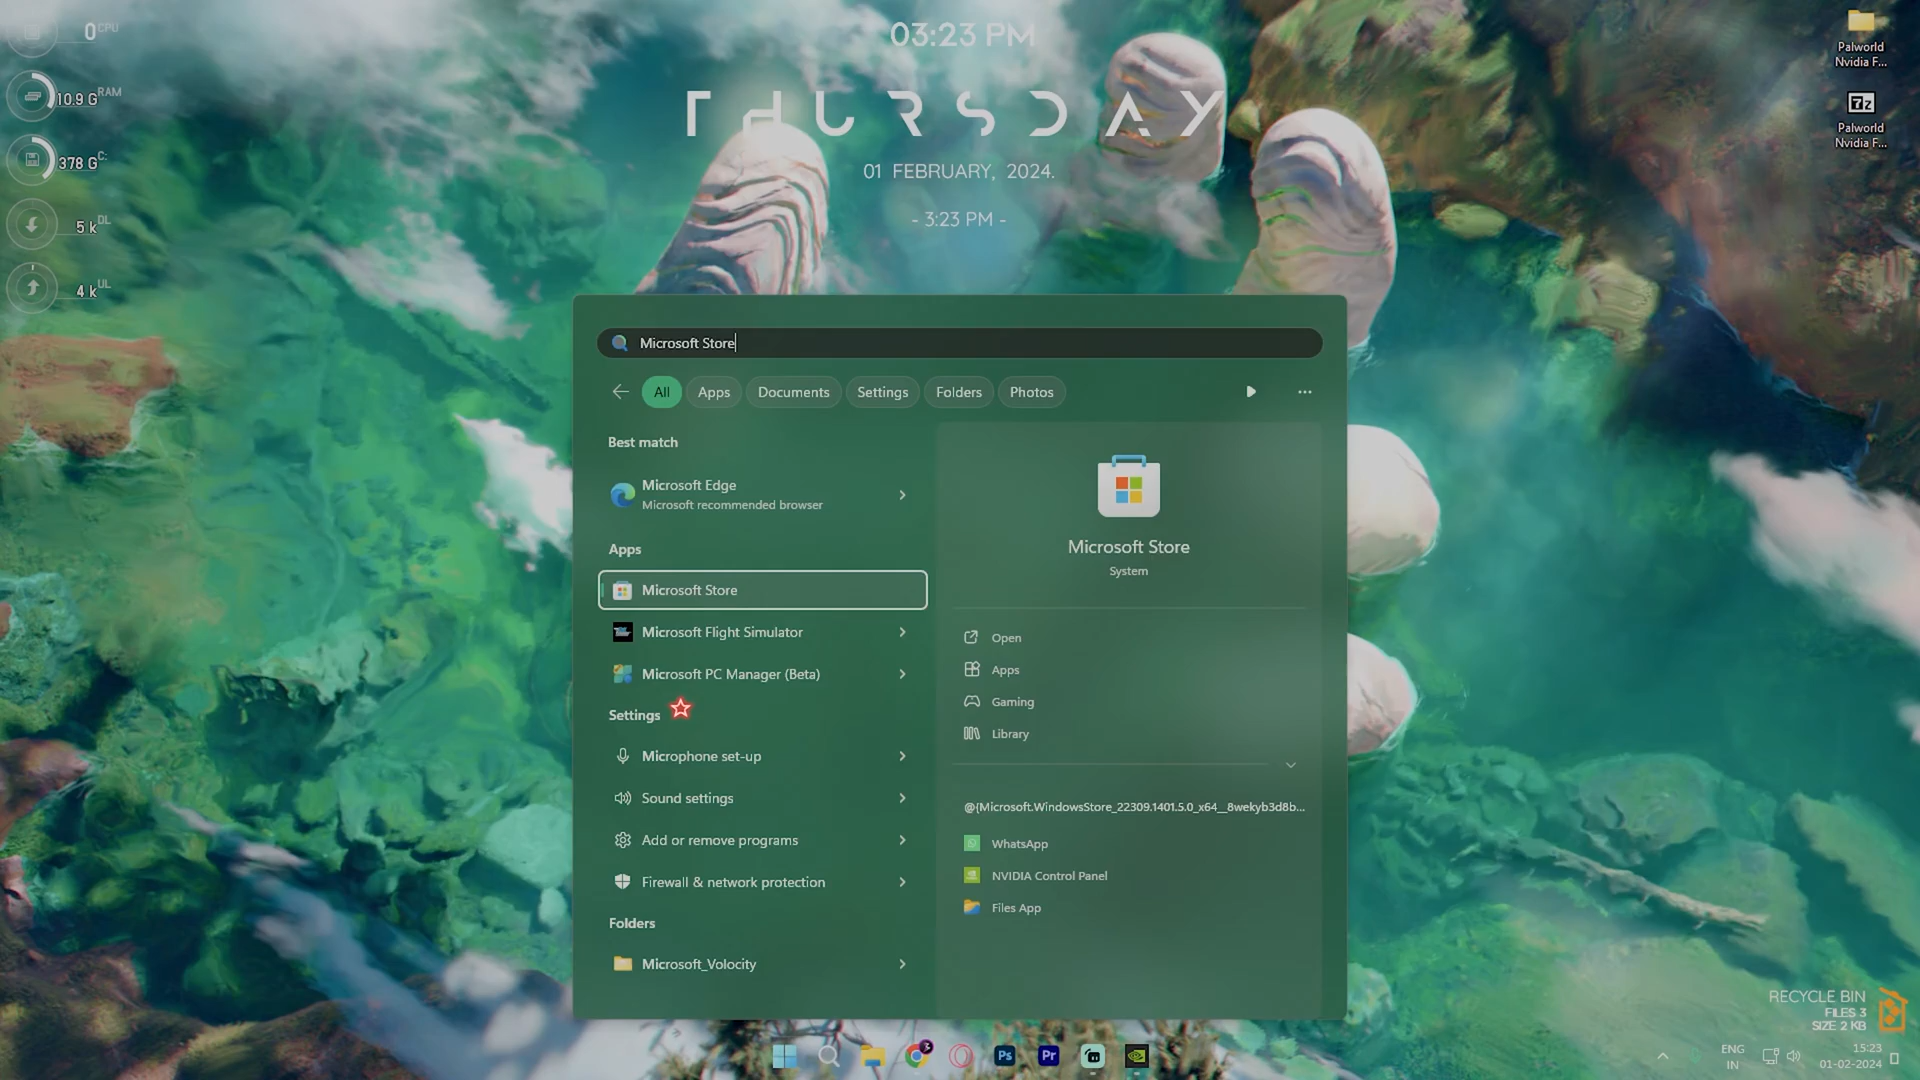 0 CPU
10.9 G RAM
378 G C:
5 k DL
4 k UL
03:23 PM
THURSDAY
01 FEBRUARY, 2024.
- 3:23 PM -
Palworld
Nvidia F...
7z
Palworld
Nvidia F...
Microsoft Store
All
Apps
Documents
Settings
Folders
Photos
Best match
Microsoft Edge
Microsoft recommended browser
Apps
Microsoft Store
Microsoft Flight Simulator
Microsoft PC Manager (Beta)
Settings
Microphone set-up
Sound settings
Add or remove programs
Firewall & network protection
Folders
Microsoft_Volocity
Microsoft Store
System
Open
Apps
Gaming
Library
@{Microsoft.WindowsStore_22309.1401.5.0_x64__8wekyb3d8b...
WhatsApp
NVIDIA Control Panel
Files App
RECYCLE BIN
FILES 3
SIZE 2 KB
3
Ps
Pr
ENG
IN
15:23
01-02-2024